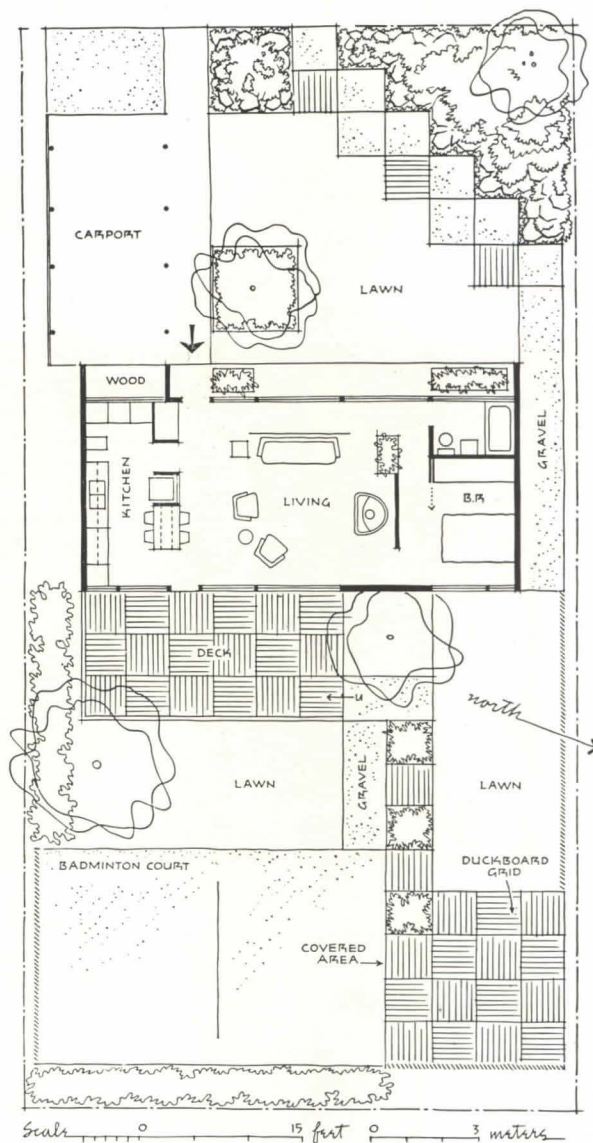 CARPORT
LAWN
WOOD
KITCHEN
LIVING
B.R
GRAVEL
DECK
u
north
LAWN
GRAVEL
LAWN
BADMINTON COURT
DUCKBOARD
GRID
COVERED
AREA
Scale 0 15 feet 0 3 meters